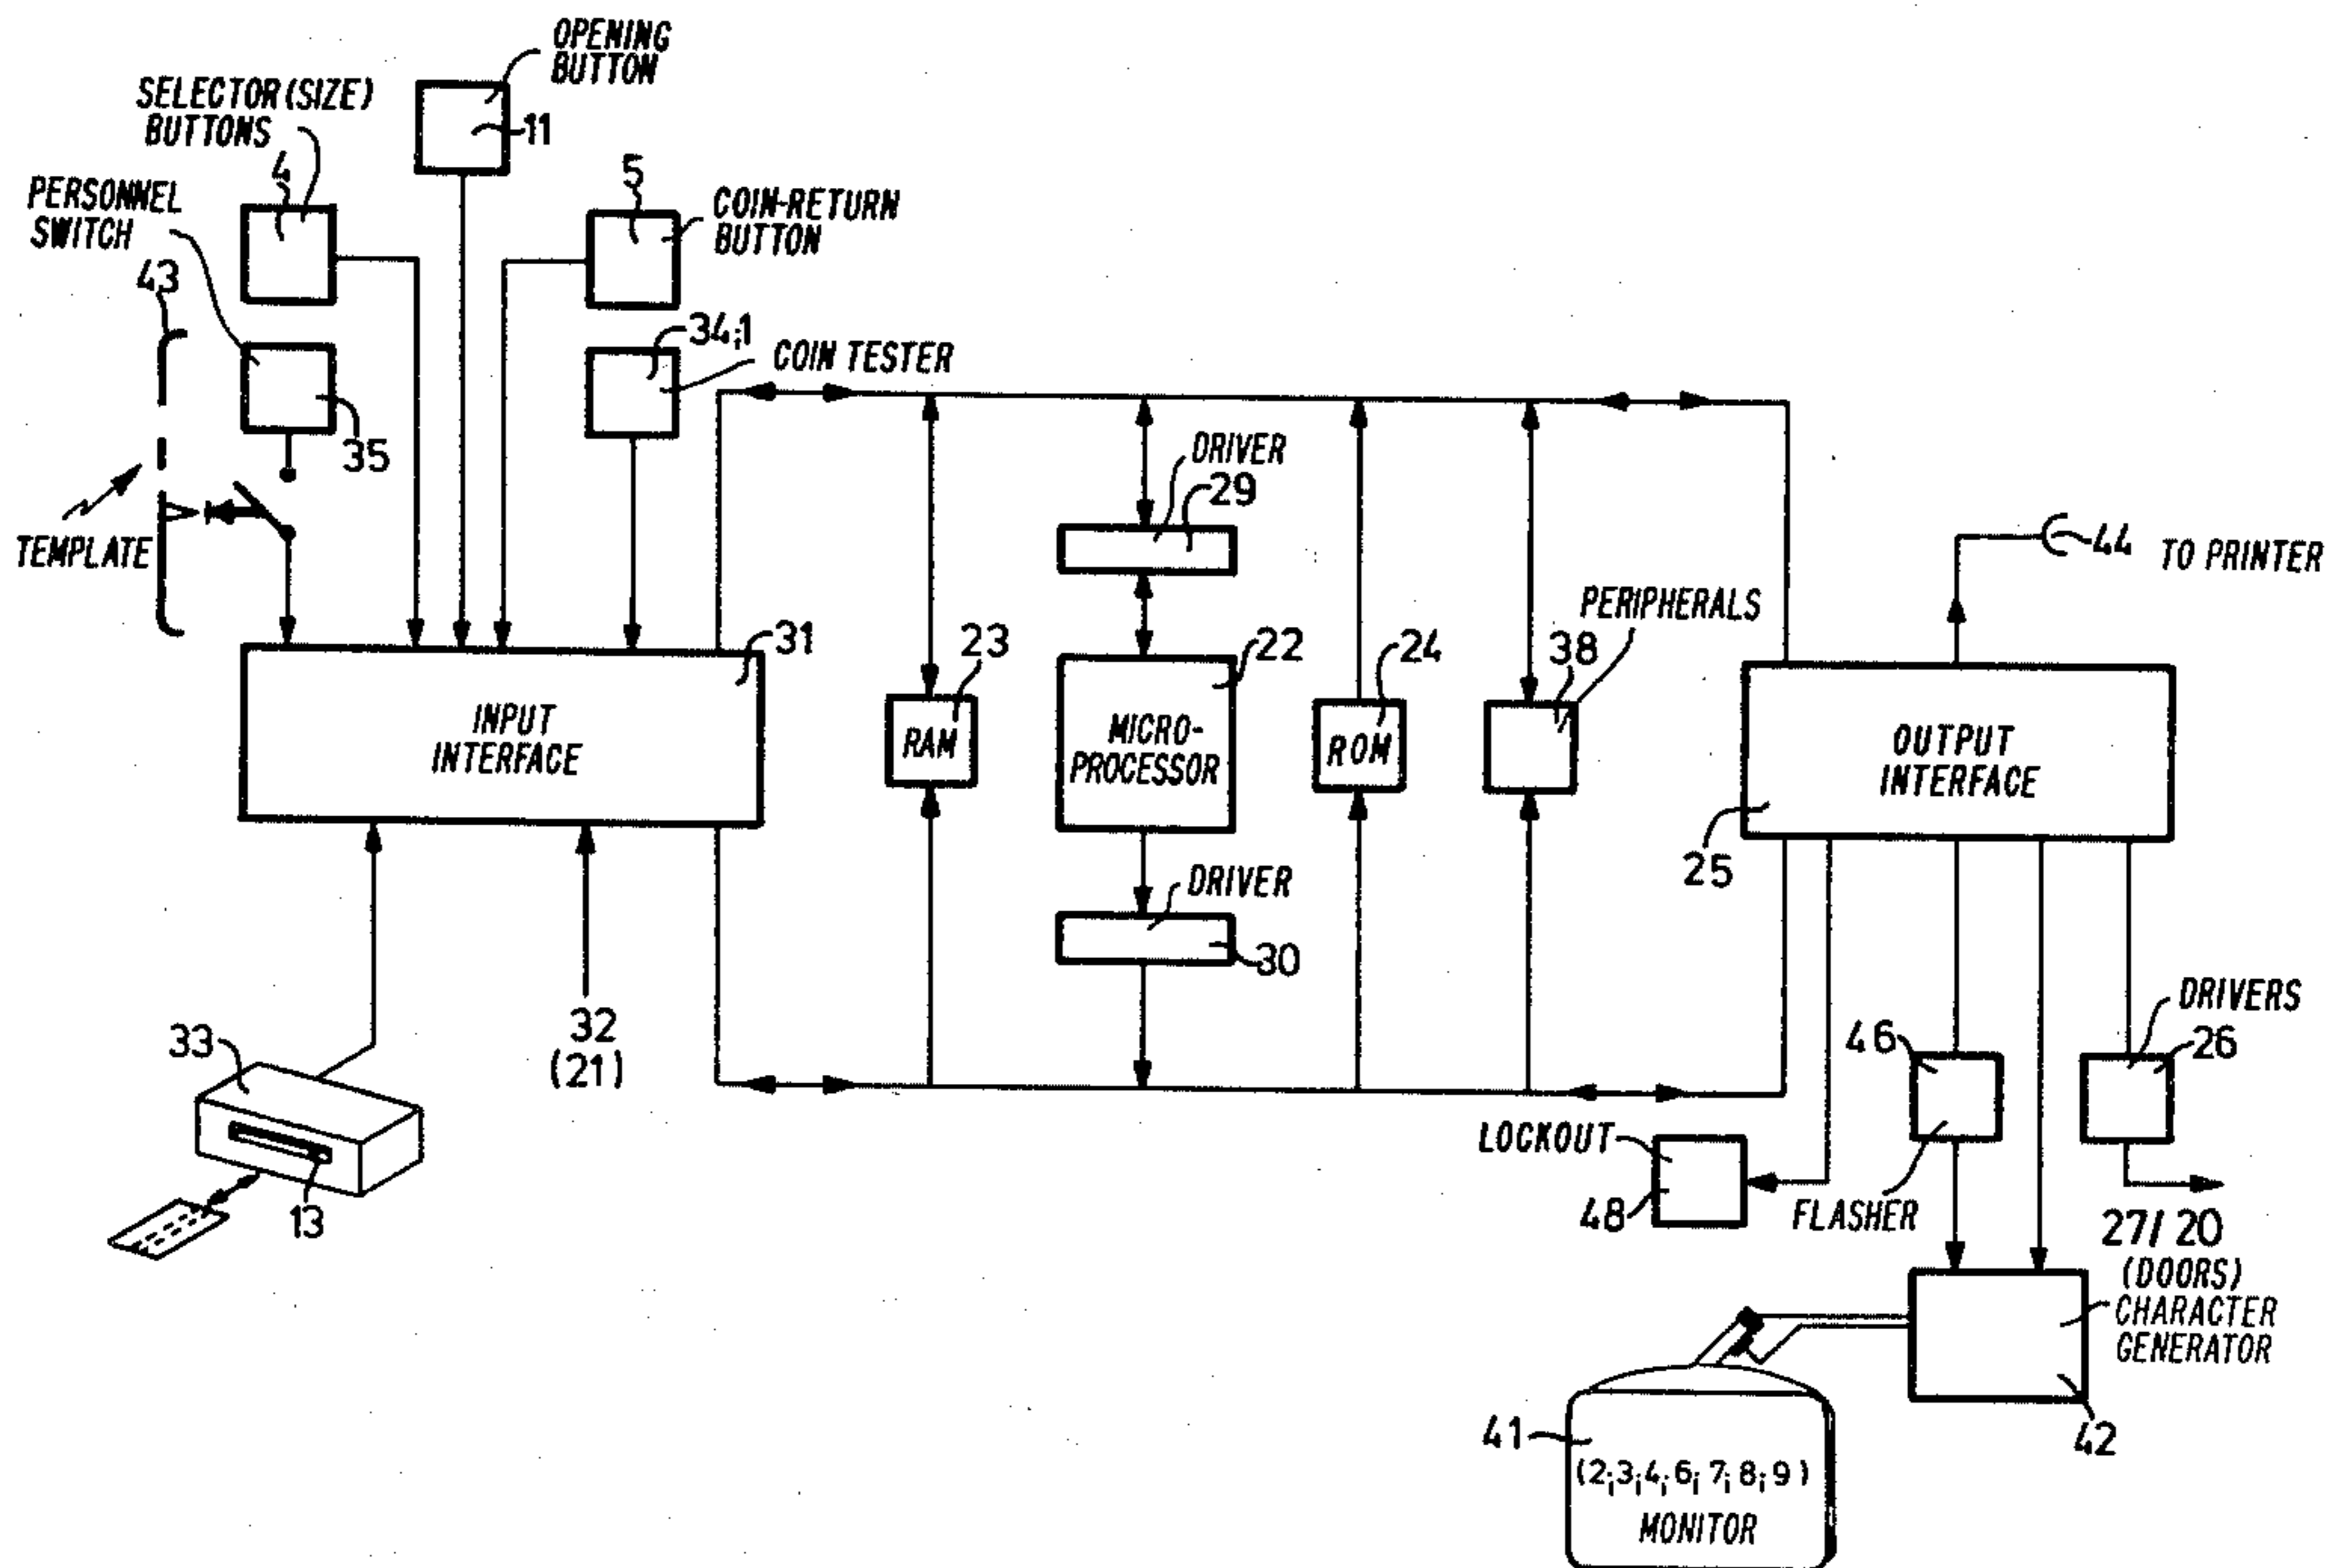 OPENING
BUTTON
11
SELECTOR (SIZE)
BUTTONS
4
5
COIN-RETURN
BUTTON
PERSONNEL
SWITCH
43
34;1
COIN TESTER
35
TEMPLATE
DRIVER
29
44 TO PRINTER
PERIPHERALS
31
23
22
24
38
INPUT
INTERFACE
RAM
MICRO-
PROCESSOR
ROM
OUTPUT
INTERFACE
25
DRIVER
30
32
(21)
33
13
DRIVERS
26
46
LOCKOUT
48
FLASHER
27/20
(DOORS)
CHARACTER
GENERATOR
42
41
(2;3;4;6;7;8;9)
MONITOR